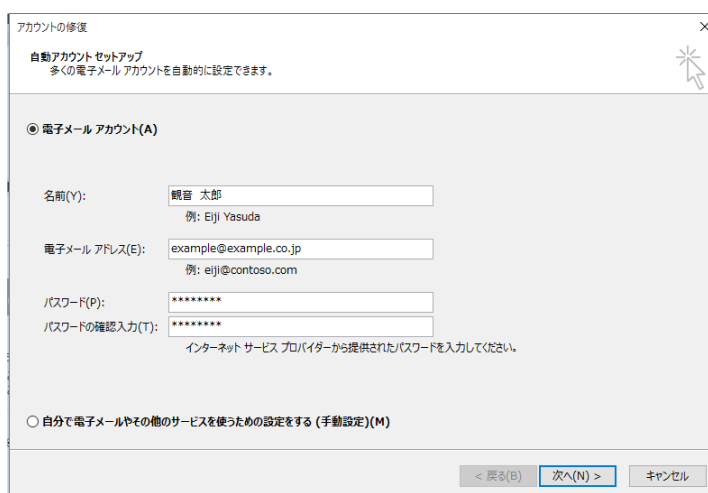 アカウントの修復
自動アカウント セットアップ
多くの電子メール アカウントを自動的に設定できます。
電子メール アカウント(A)
名前(Y): 観音 太郎
例: Eiji Yasuda
電子メール アドレス(E): example@example.co.jp
例: eiji@contoso.com
パスワード(P): ********
パスワードの確認入力(T): ********
インターネット サービス プロバイダーから提供されたパスワードを入力してください。
自分で電子メールやその他のサービスを使うための設定をする (手動設定)(M)
< 戻る(B) 次へ(N) > キャンセル